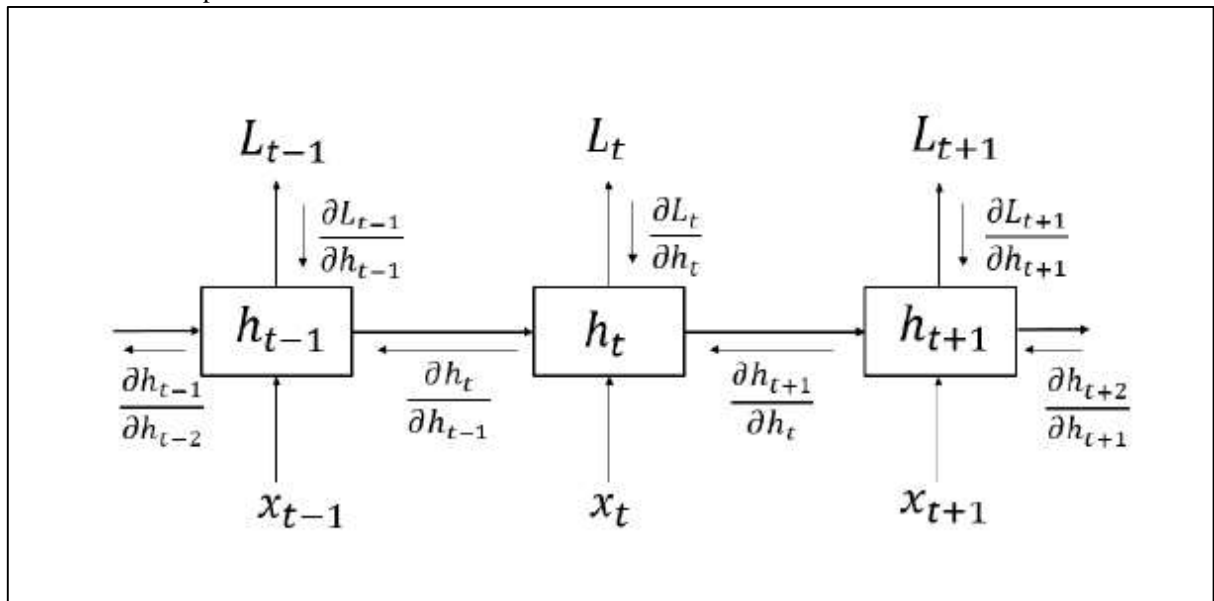 p
L_{t-1} L_t L_{t+1}
∂L_{t-1}/∂h_{t-1} ∂L_t/∂h_t ∂L_{t+1}/∂h_{t+1}
h_{t-1} h_t h_{t+1}
∂h_{t-1}/∂h_{t-2} ∂h_t/∂h_{t-1} ∂h_{t+1}/∂h_t ∂h_{t+2}/∂h_{t+1}
x_{t-1} x_t x_{t+1}